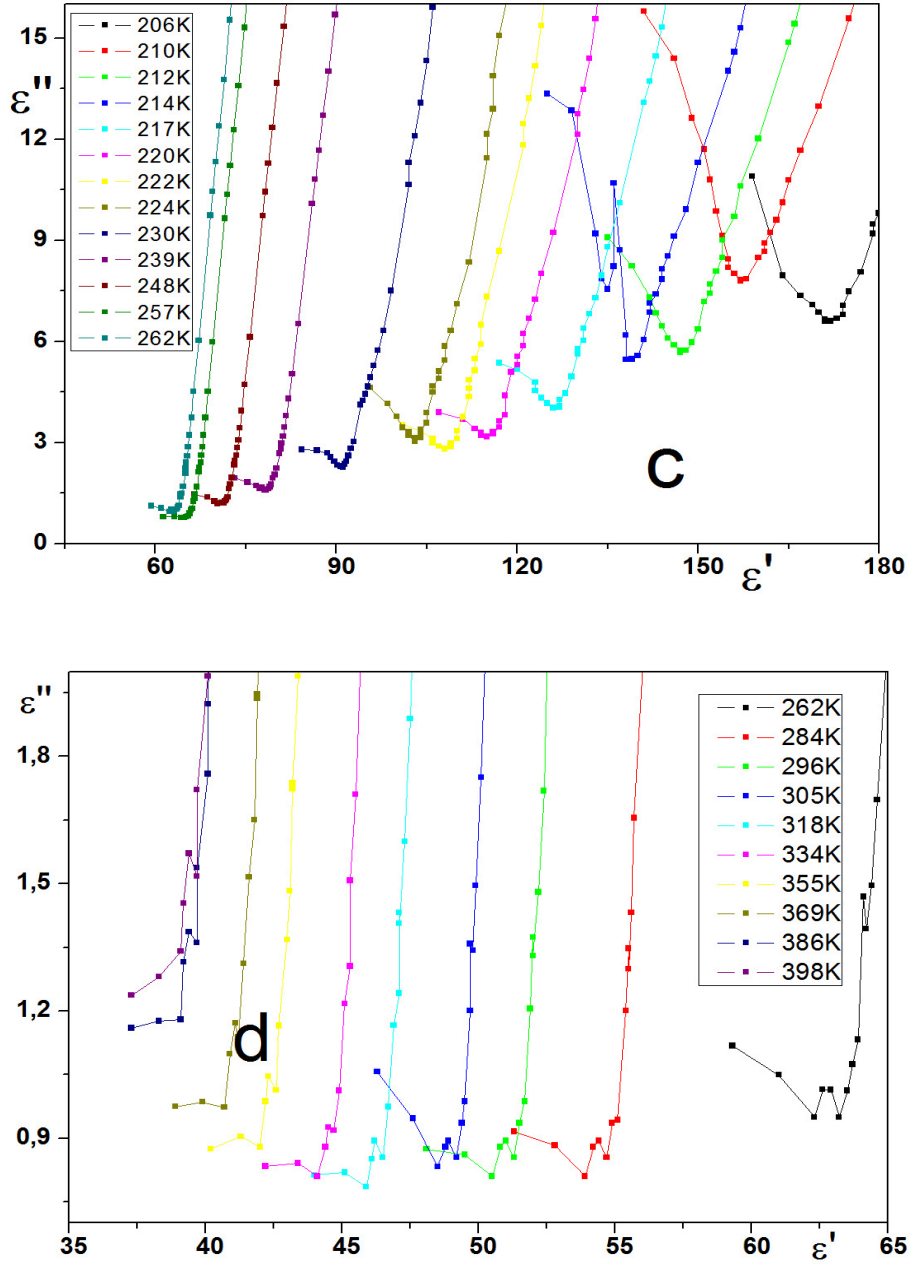 ε''
16
12
9
6
3
0
206K
210K
212K
214K
217K
220K
222K
224K
230K
239K
248K
257K
262K
c
60
90
120
150
180
ε'
ε''
1.8
1.5
1,2
0,9
262K
284K
296K
305K
318K
334K
355K
369K
386K
398K
d
35
40
45
50
55
60
65
ε'